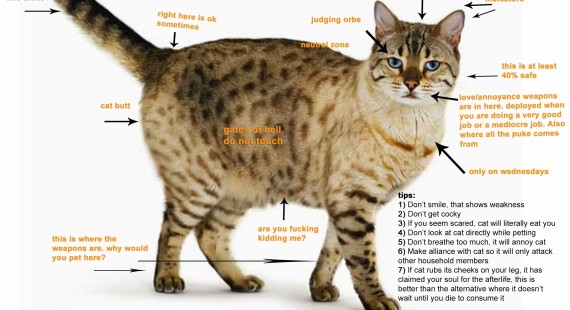 right here is ok
sometimes
judging orbs
neutral zone
this is at least
40% safe
cat butt
love/annoyance weapons
are in here. deployed when
you are doing a very good
job or a mediocre job. Also
where all the puke comes
from
gates of hell.
do not touch
only on wednesdays
are you fucking
kidding me?
this is where the
weapons are. why would
you pet here?
tips:
1) Don't smile, that shows weakness
2) Don't get cocky
3) If you seem scared, cat will literally eat you
4) Don't look at cat directly while petting
5) Don't breathe too much, it will annoy cat
6) Make alliance with cat so it will only attack
other household members
7) If cat rubs its cheeks on your leg, it has
claimed your soul for the afterlife, this is
better than the alternative where it doesn't
wait until you die to consume it